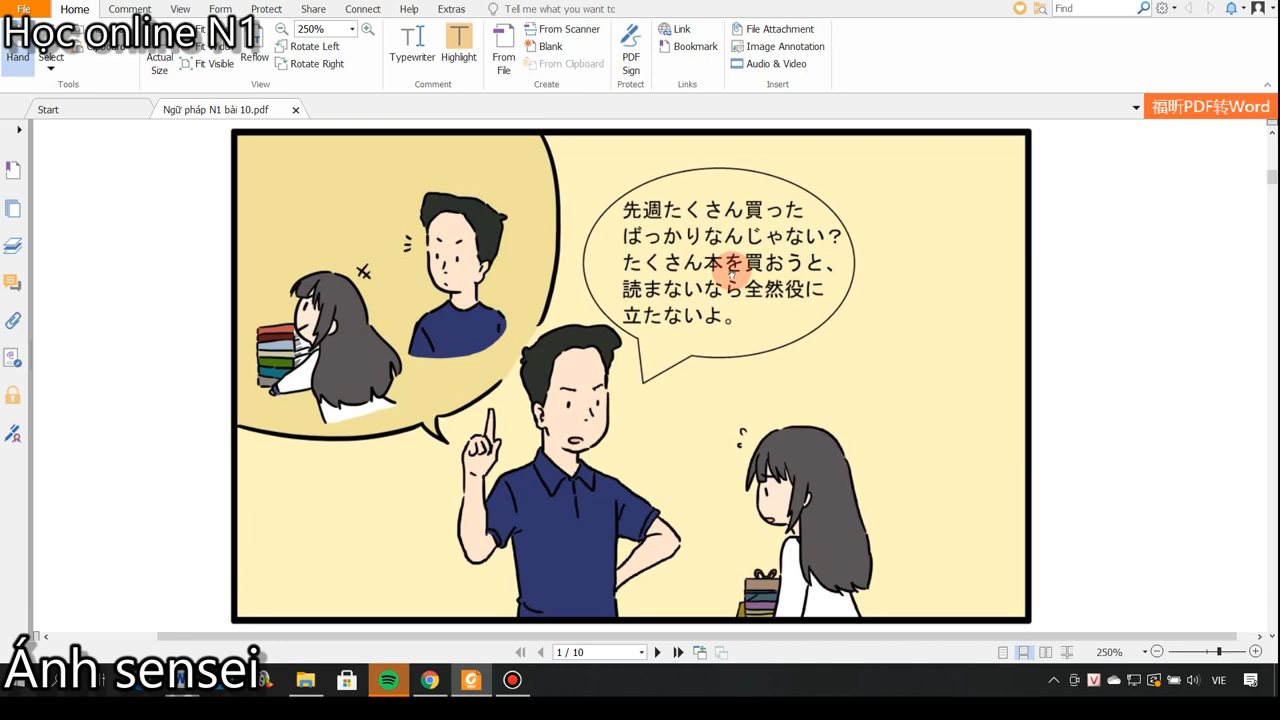 File
Home
Comment
View
Form
Protect
Share
Connect
Help
Extras
Tell me what you want to
Find
Học online N1
Hand
Select
Actual Size
Fit Width
Fit Visible
Reflow
250%
Rotate Left
Rotate Right
Typewriter
Highlight
From File
From Scanner
Blank
From Clipboard
PDF Sign
Link
Bookmark
File Attachment
Image Annotation
Audio & Video
Tools
View
Comment
Create
Protect
Links
Insert
Start
Ngữ pháp N1 bài 10.pdf
福昕PDF转Word
先週たくさん買った
ばっかりなんじゃない？
たくさん本を買おうと、
読まないなら全然役に
立たないよ。
1 / 10
250%
Ánh sensei
VIE